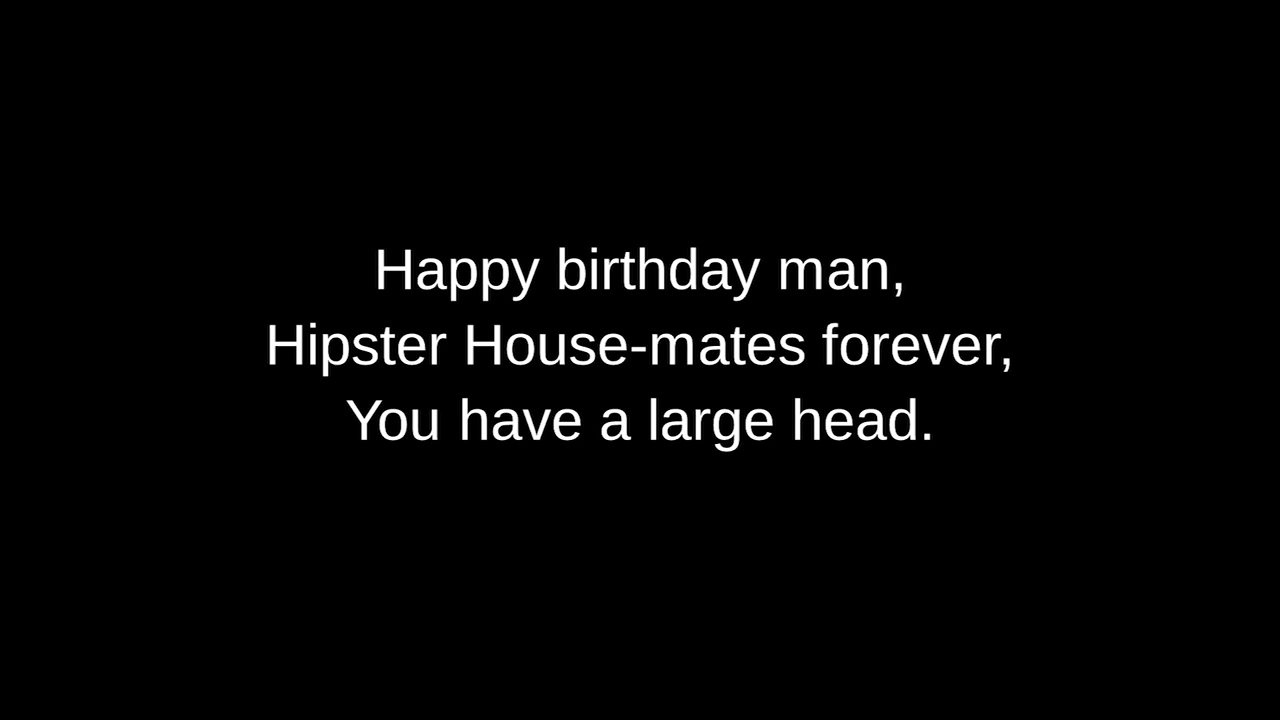 Happy birthday man,
Hipster House-mates forever,
You have a large head.